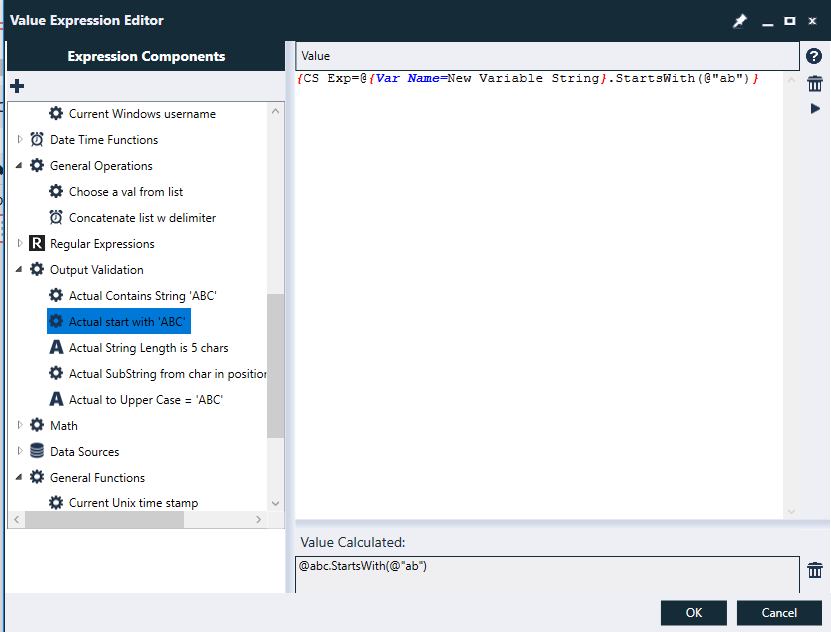 Value Expression Editor
Expression Components
Current Windows username
Date Time Functions
General Operations
Choose a val from list
Concatenate list w delimiter
R Regular Expressions
Output Validation
Actual Contains String 'ABC'
Actual start with 'ABC'
A Actual String Length is 5 chars
Actual SubString from char in position
A Actual to Upper Case = 'ABC'
Math
Data Sources
General Functions
Current Unix time stamp
Value
{CS Exp=@{Var Name=New Variable String}.StartsWith(@"ab")}
Value Calculated:
@abc.StartsWith(@"ab")
OK
Cancel